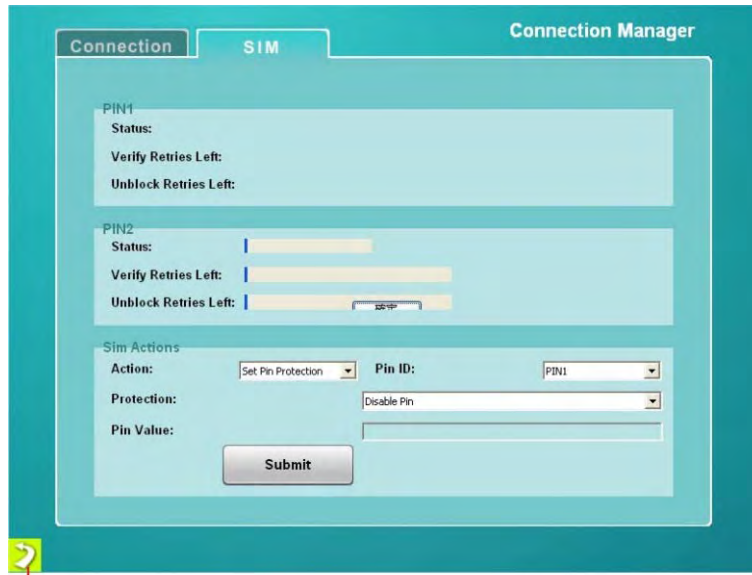 Connection Manager
Connection SIM
PIN1
Status:
Verify Retries Left:
Unblock Retries Left:
PIN2
Status:
Verify Retries Left:
Unblock Retries Left:
Sim Actions
Action: Set Pin Protection Pin ID: PIN1
Protection: Disable Pin
Pin Value:
Submit